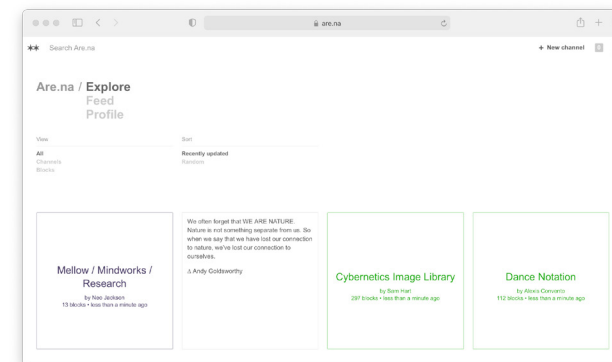 are.na
** Search Are.na
+ New channel
Are.na / Explore
Feed
Profile
View
Sort
All
Recently updated
Channels
Random
Blocks
Mellow / Mindworks /
Research
by Nae Jackson
15 blocks • less than a minute ago
We often forget that WE ARE NATURE.
Nature is not something separate from us. So
when we say that we have lost our connection
to nature, we've lost our connection to
ourselves.
Andy Goldsworthy
Cybernetics Image Library
by Sam Hart
297 blocks • less than a minute ago
Dance Notation
by Alexis Convento
112 blocks • less than a minute ago